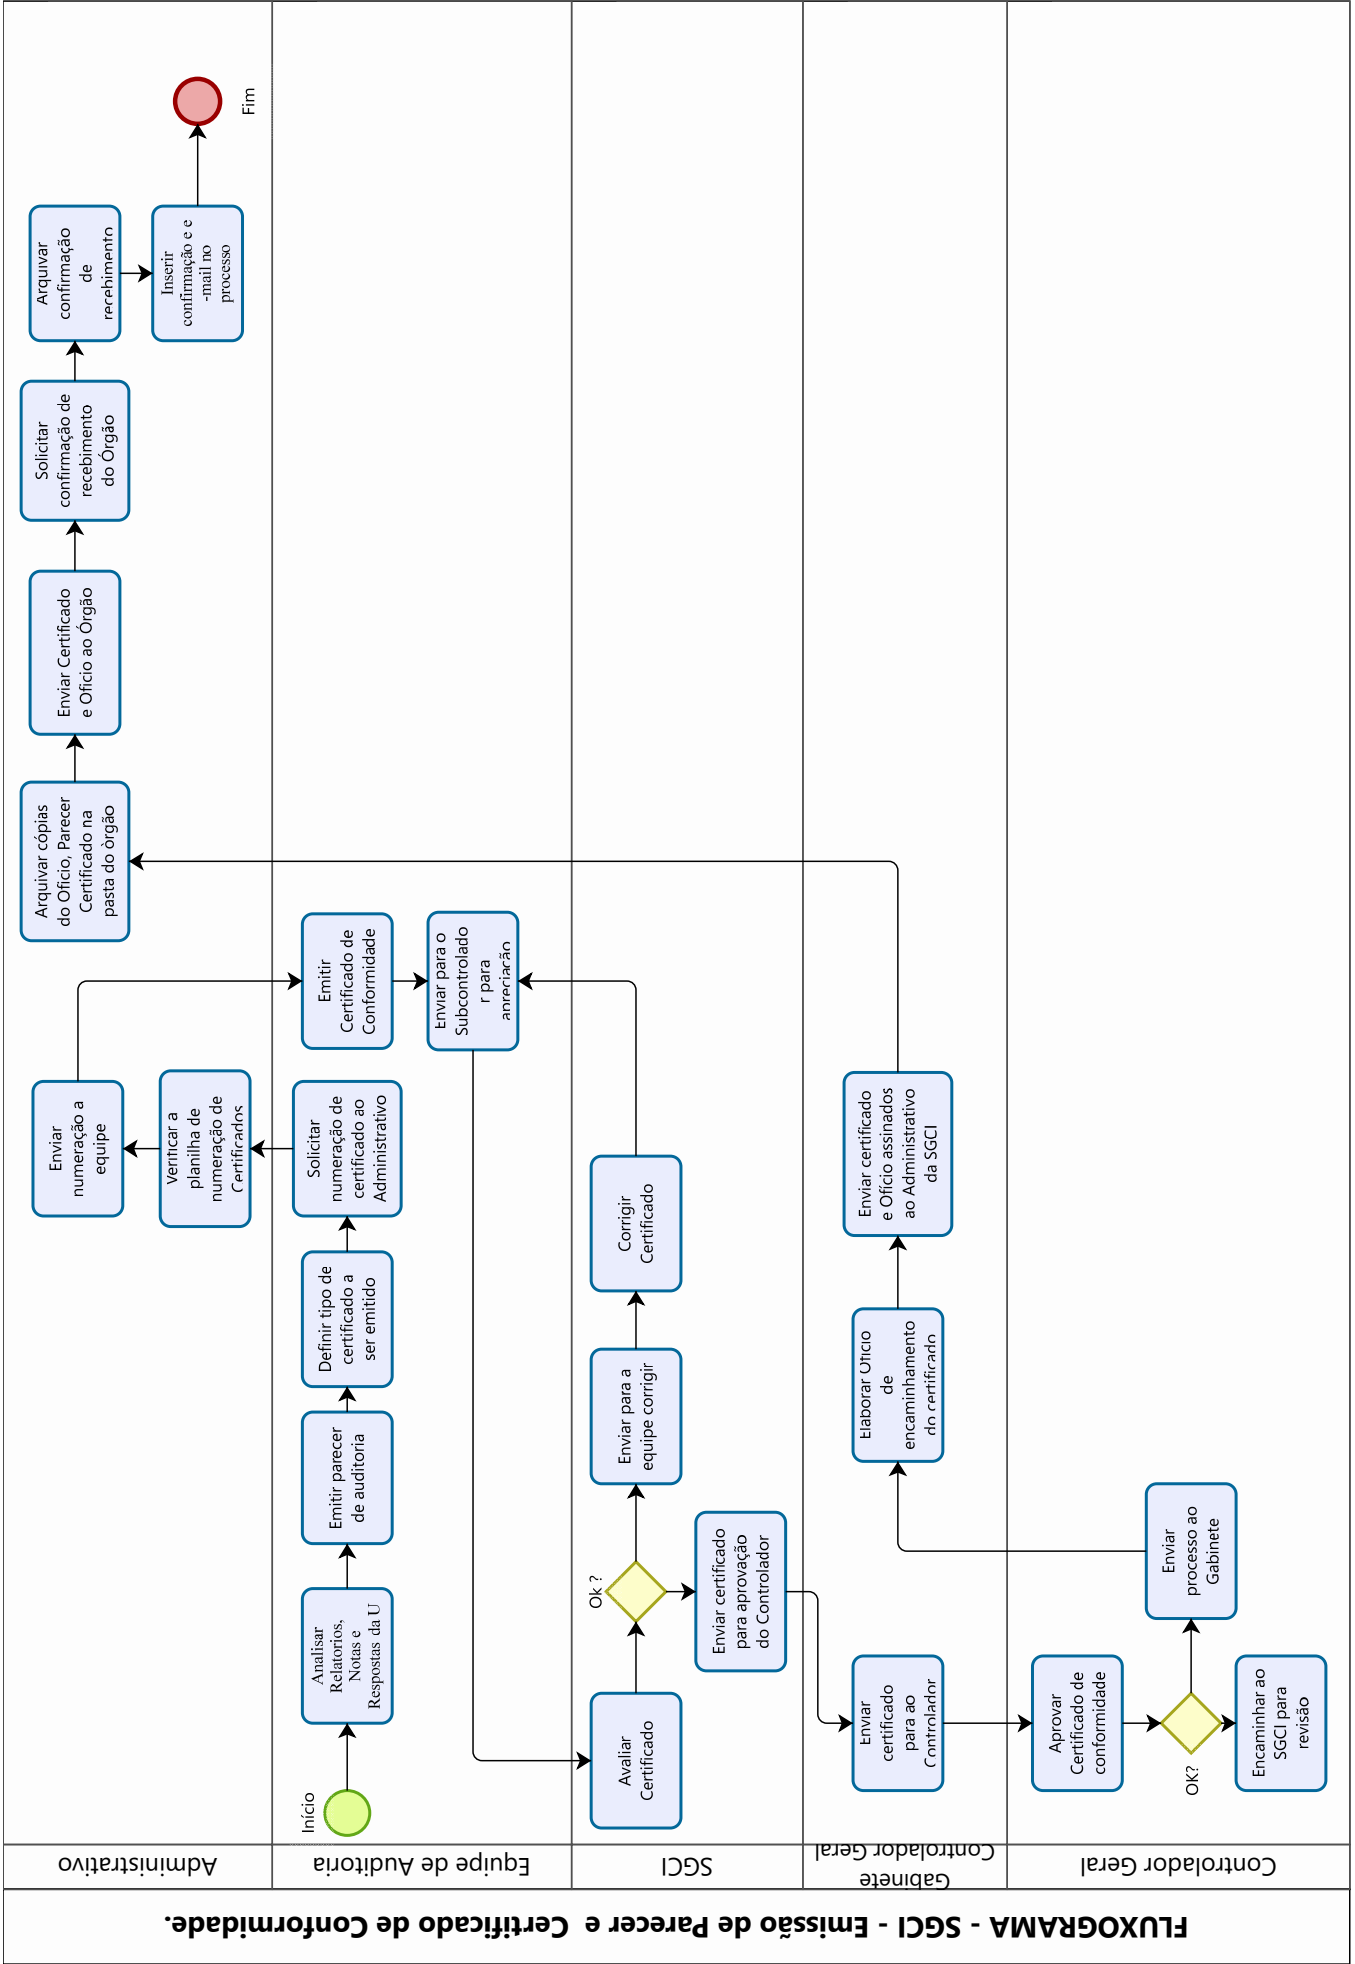 FLUXOGRAMA - SGCI - Emissão de Parecer e Certificado de Conformidade.
Administrativo
Enviar
numeração a
equipe
Verificar a
planilha de
numeração de
Certificados
Arquivar cópias
do Oficio, Parecer
Certificado na
pasta do òrgão
Enviar Certificado
e Oficio ao Órgão
Solicitar
confirmação de
recebimento
do Órgão
Arquivar
confirmação
de
recebimento
Inserir
confirmação e e
-mail no
processo
Fim
Equipe de Auditoria
Início
Analisar
Relatorios,
Notas e
Respostas da U
Emitir parecer
de auditoria
Definir tipo de
certificado a
ser emitido
Solicitar
numeração de
certificado ao
Administrativo
Emitir
Certificado de
Conformidade
Enviar para o
Subcontrolado
r para
apreciação
SGCI
Avaliar
Certificado
Ok ?
Enviar para a
equipe corrigir
Corrigir
Certificado
Enviar certificado
para aprovação
do Controlador
Gabinete
Controlador Geral
Enviar
certificado
para ao
Controlador
Elaborar Oficio
de
encaminhamento
do certificado
Enviar certificado
e Ofício assinados
ao Administrativo
da SGCI
Controlador Geral
Aprovar
Certificado de
conformidade
OK?
Enviar
processo ao
Gabinete
Encaminhar ao
SGCI para
revisão